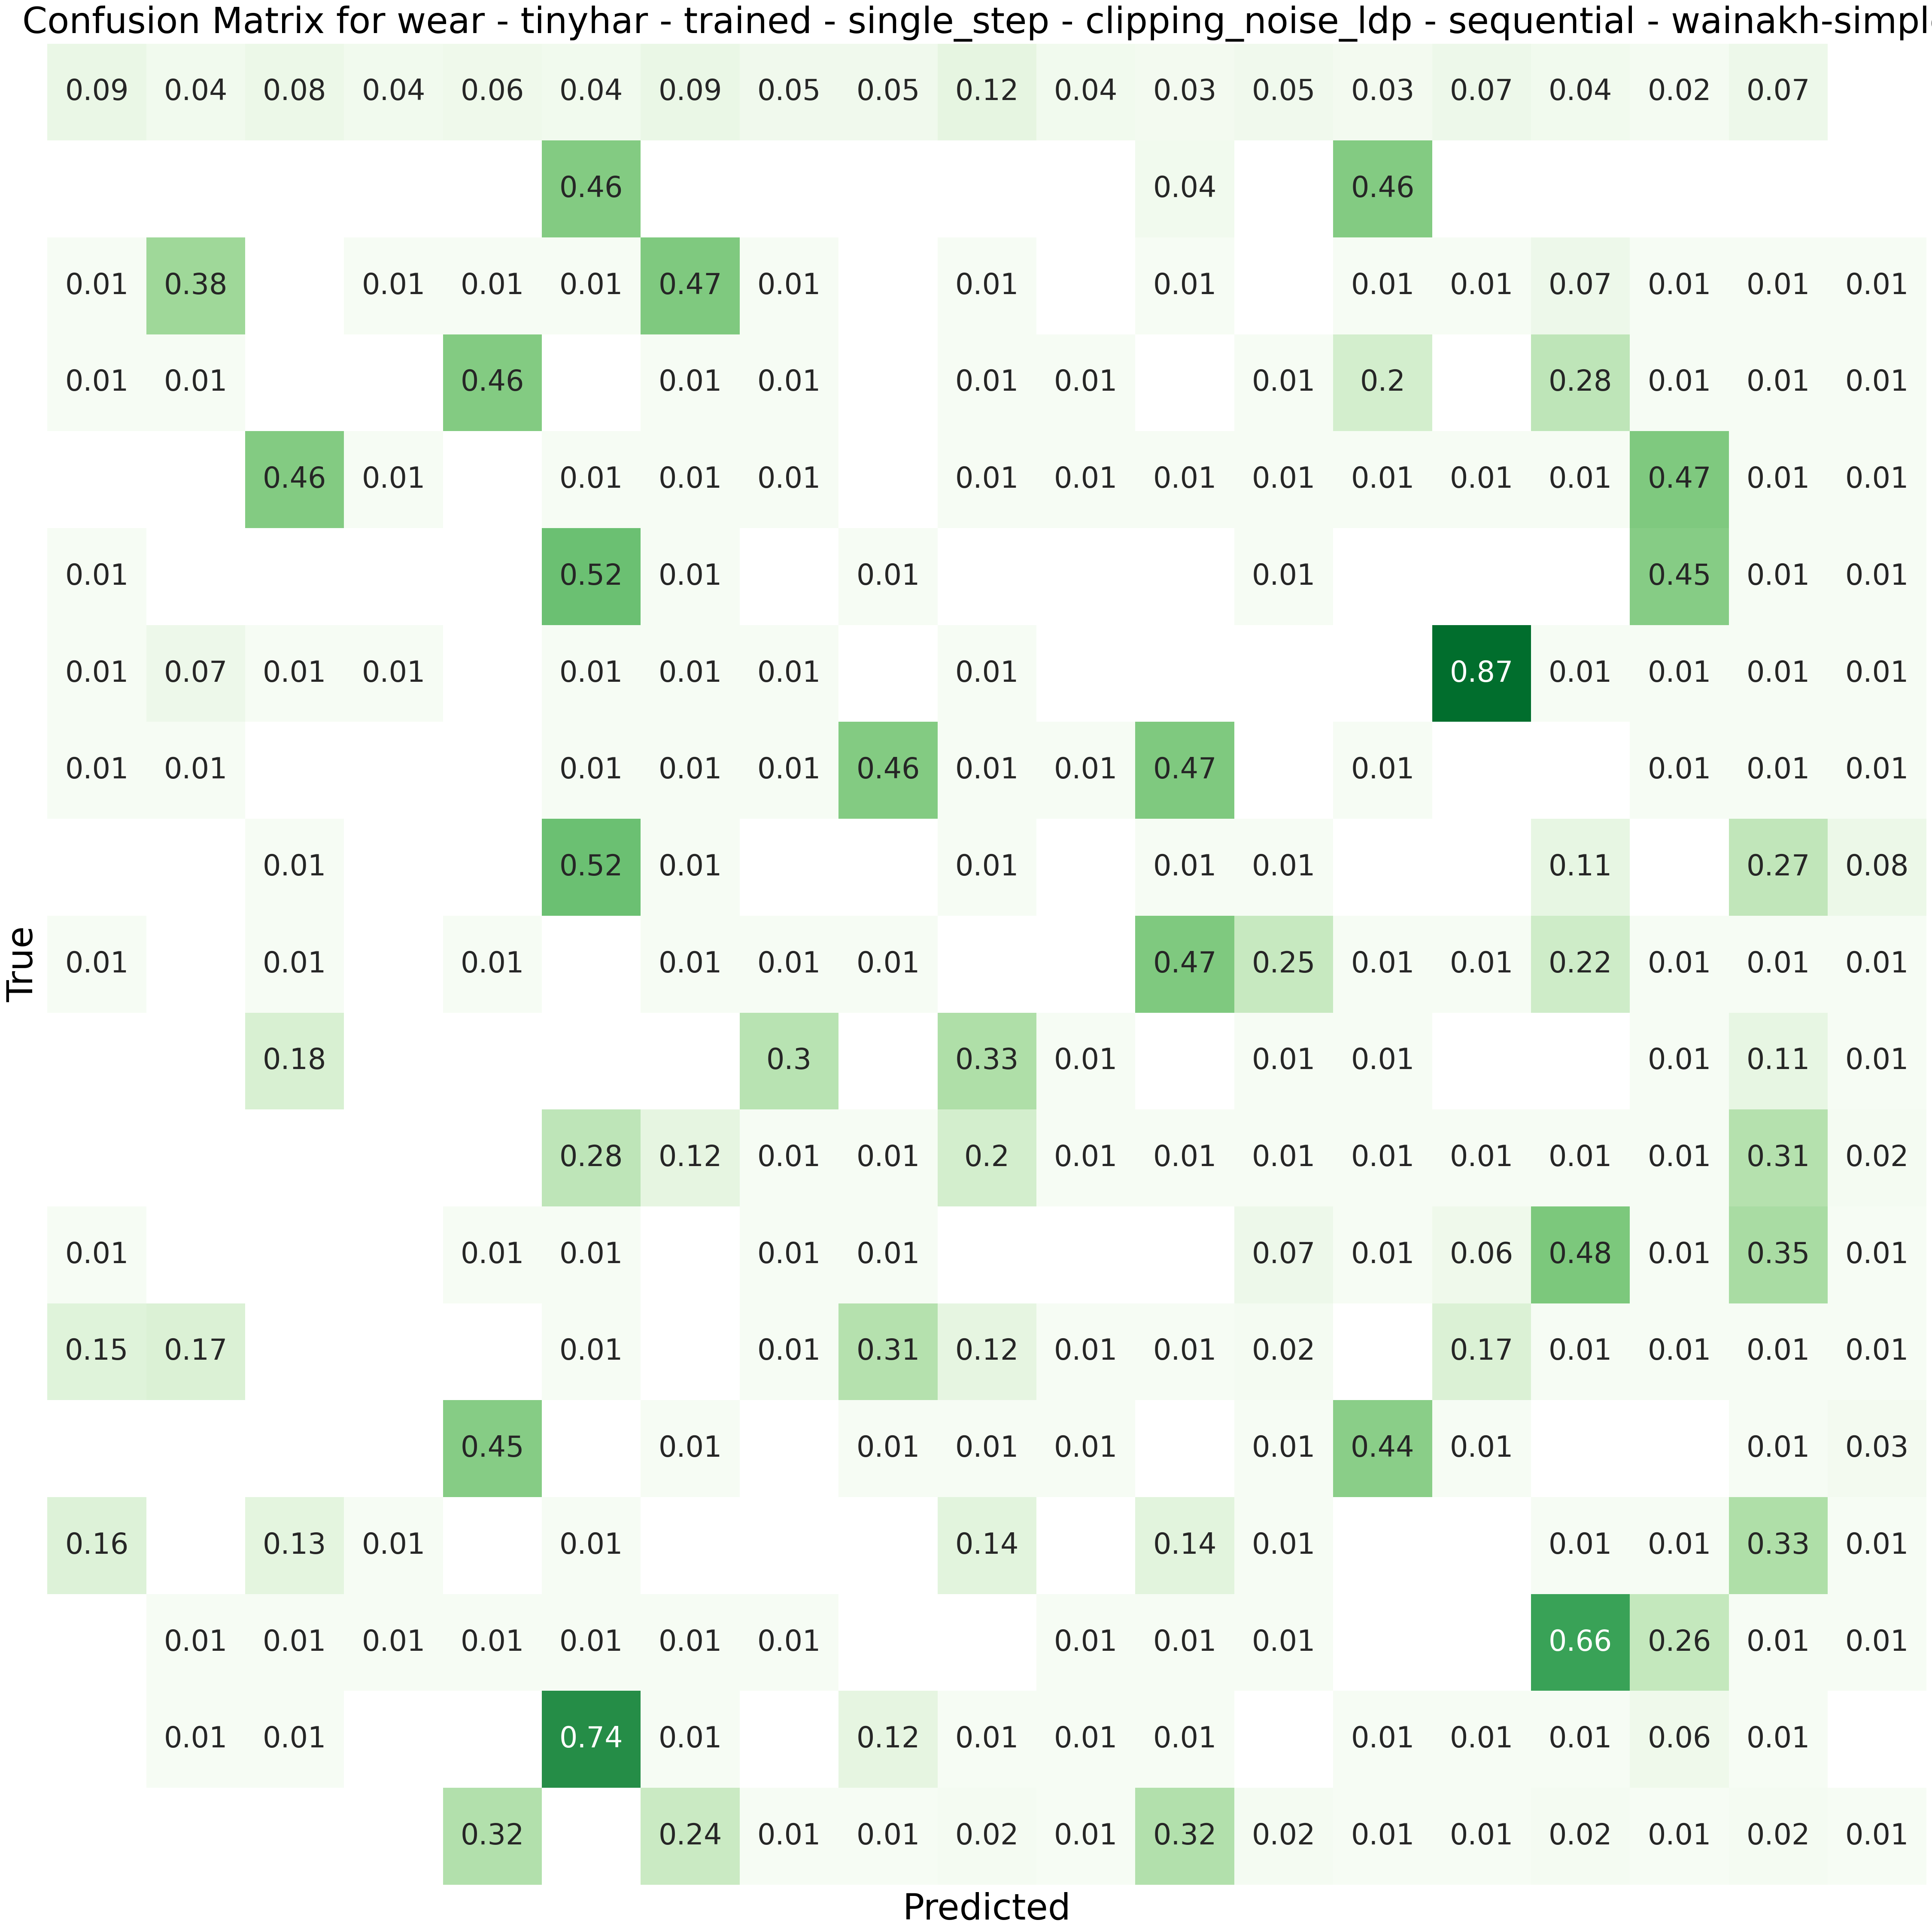 Confusion Matrix for wear - tinyhar - trained - single_step - clipping_noise_ldp - sequential - wainakh-simpl
0.09 0.04 0.08 0.04 0.06 0.04 0.09 0.05 0.05 0.12 0.04 0.03 0.05 0.03 0.07 0.04 0.02 0.07
0.46 0.04 0.46
0.01 0.38 0.01 0.01 0.01 0.47 0.01 0.01 0.01 0.01 0.01 0.07 0.01 0.01 0.01
0.01 0.01 0.46 0.01 0.01 0.01 0.01 0.01 0.2 0.28 0.01 0.01 0.01
0.46 0.01 0.01 0.01 0.01 0.01 0.01 0.01 0.01 0.01 0.01 0.01 0.47 0.01 0.01
0.01 0.52 0.01 0.01 0.01 0.45 0.01 0.01
0.01 0.07 0.01 0.01 0.01 0.01 0.01 0.01 0.87 0.01 0.01 0.01 0.01
0.01 0.01 0.01 0.01 0.01 0.46 0.01 0.01 0.47 0.01 0.01 0.01 0.01
0.01 0.52 0.01 0.01 0.01 0.01 0.11 0.27 0.08
0.01 0.01 0.01 0.01 0.01 0.01 0.47 0.25 0.01 0.01 0.22 0.01 0.01 0.01
0.18 0.3 0.33 0.01 0.01 0.01 0.01 0.11 0.01
0.28 0.12 0.01 0.01 0.2 0.01 0.01 0.01 0.01 0.01 0.01 0.01 0.31 0.02
0.01 0.01 0.01 0.01 0.01 0.07 0.01 0.06 0.48 0.01 0.35 0.01
0.15 0.17 0.01 0.01 0.31 0.12 0.01 0.01 0.02 0.17 0.01 0.01 0.01 0.01
0.45 0.01 0.01 0.01 0.01 0.01 0.44 0.01 0.01 0.03
0.16 0.13 0.01 0.01 0.14 0.14 0.01 0.01 0.01 0.33 0.01
0.01 0.01 0.01 0.01 0.01 0.01 0.01 0.01 0.01 0.01 0.66 0.26 0.01 0.01
0.01 0.01 0.74 0.01 0.12 0.01 0.01 0.01 0.01 0.01 0.01 0.06 0.01
0.32 0.24 0.01 0.01 0.02 0.01 0.32 0.02 0.01 0.01 0.02 0.01 0.02 0.01
True
Predicted